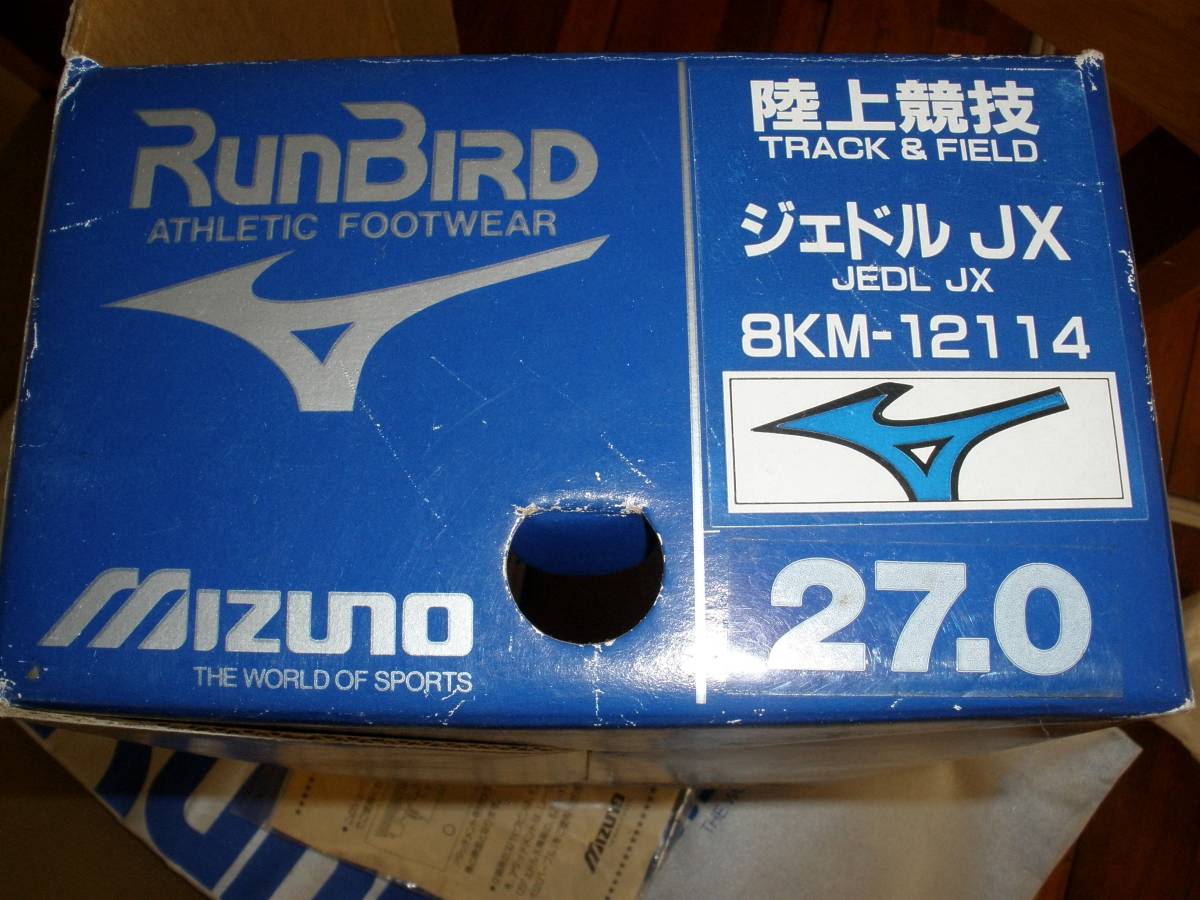 RunBIRD
ATHLETIC FOOTWEAR
MIZUNO
THE WORLD OF SPORTS
陸上競技
TRACK & FIELD
ジェドル JX
JEDL JX
8KM-12114
27.0
MIZUNO